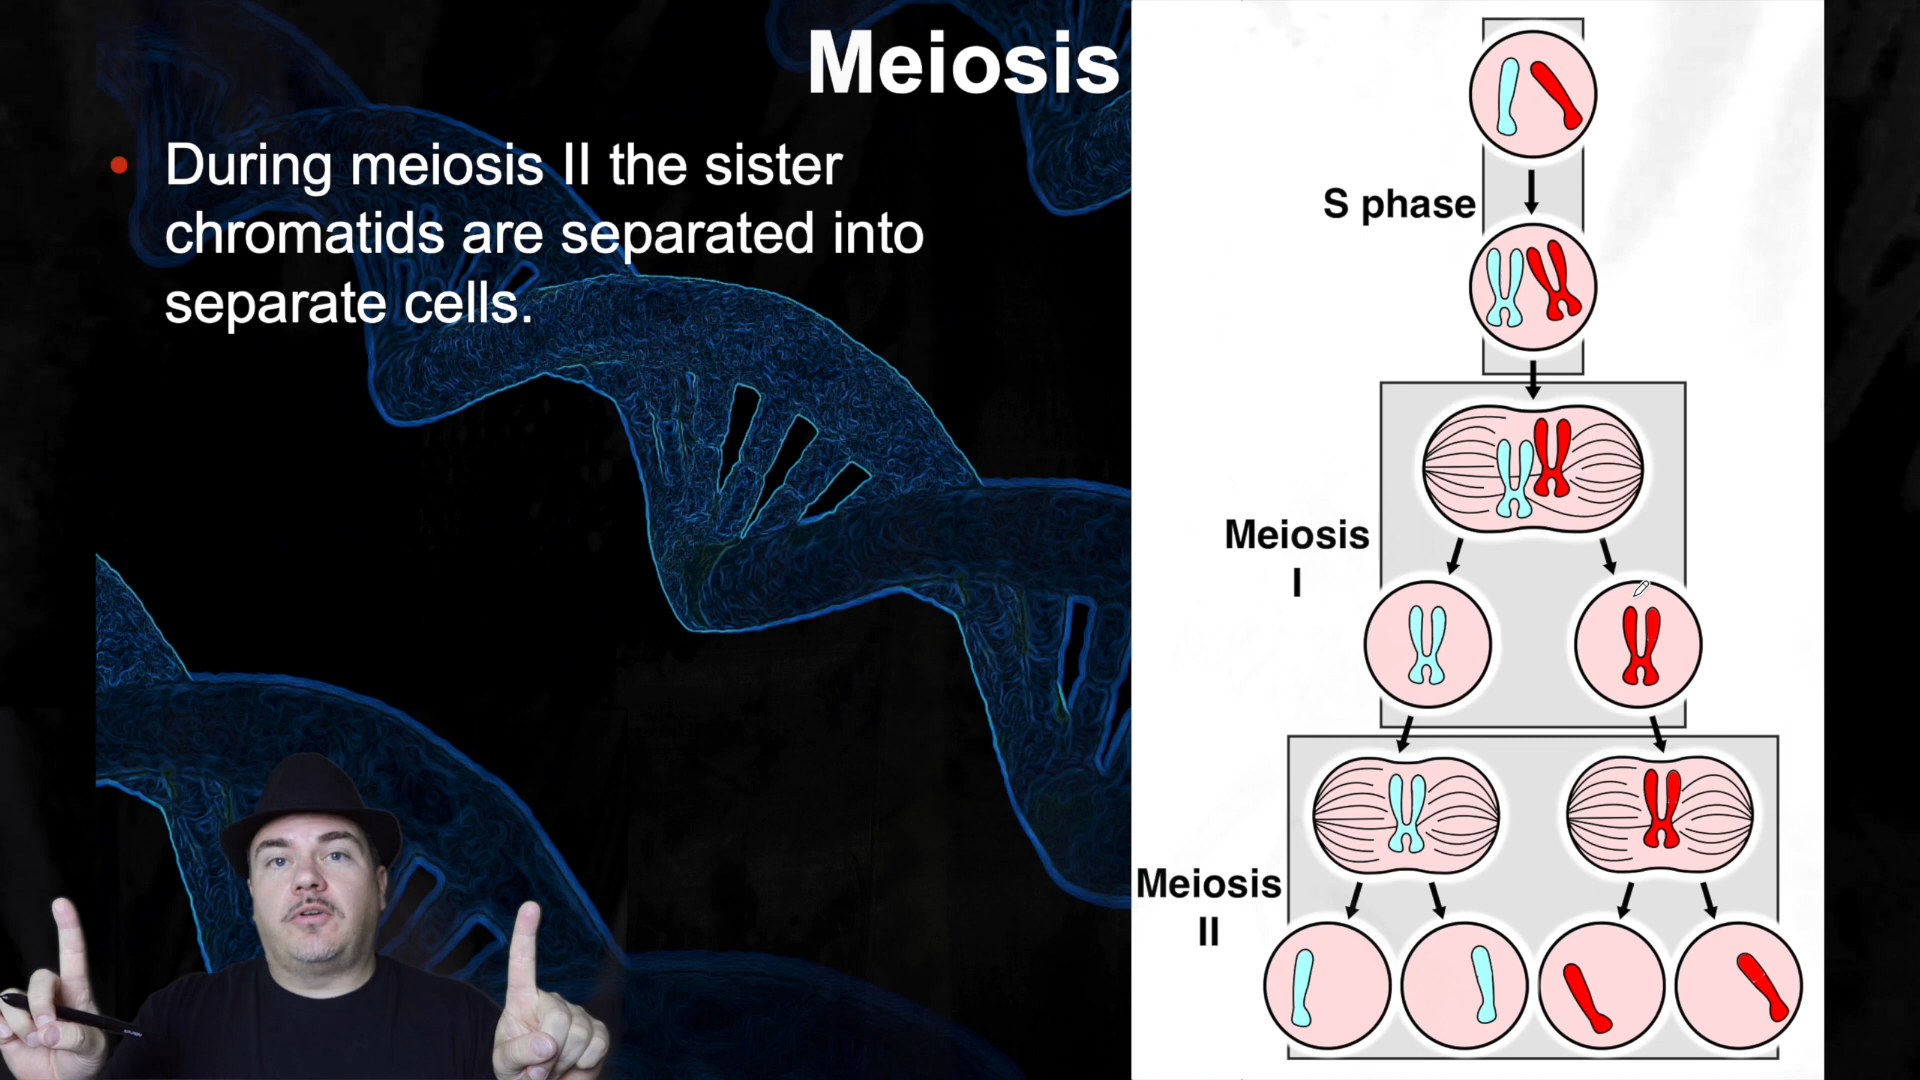 Meiosis
• During meiosis II the sister
chromatids are separated into
separate cells.
S phase
Meiosis
I
Meiosis
II